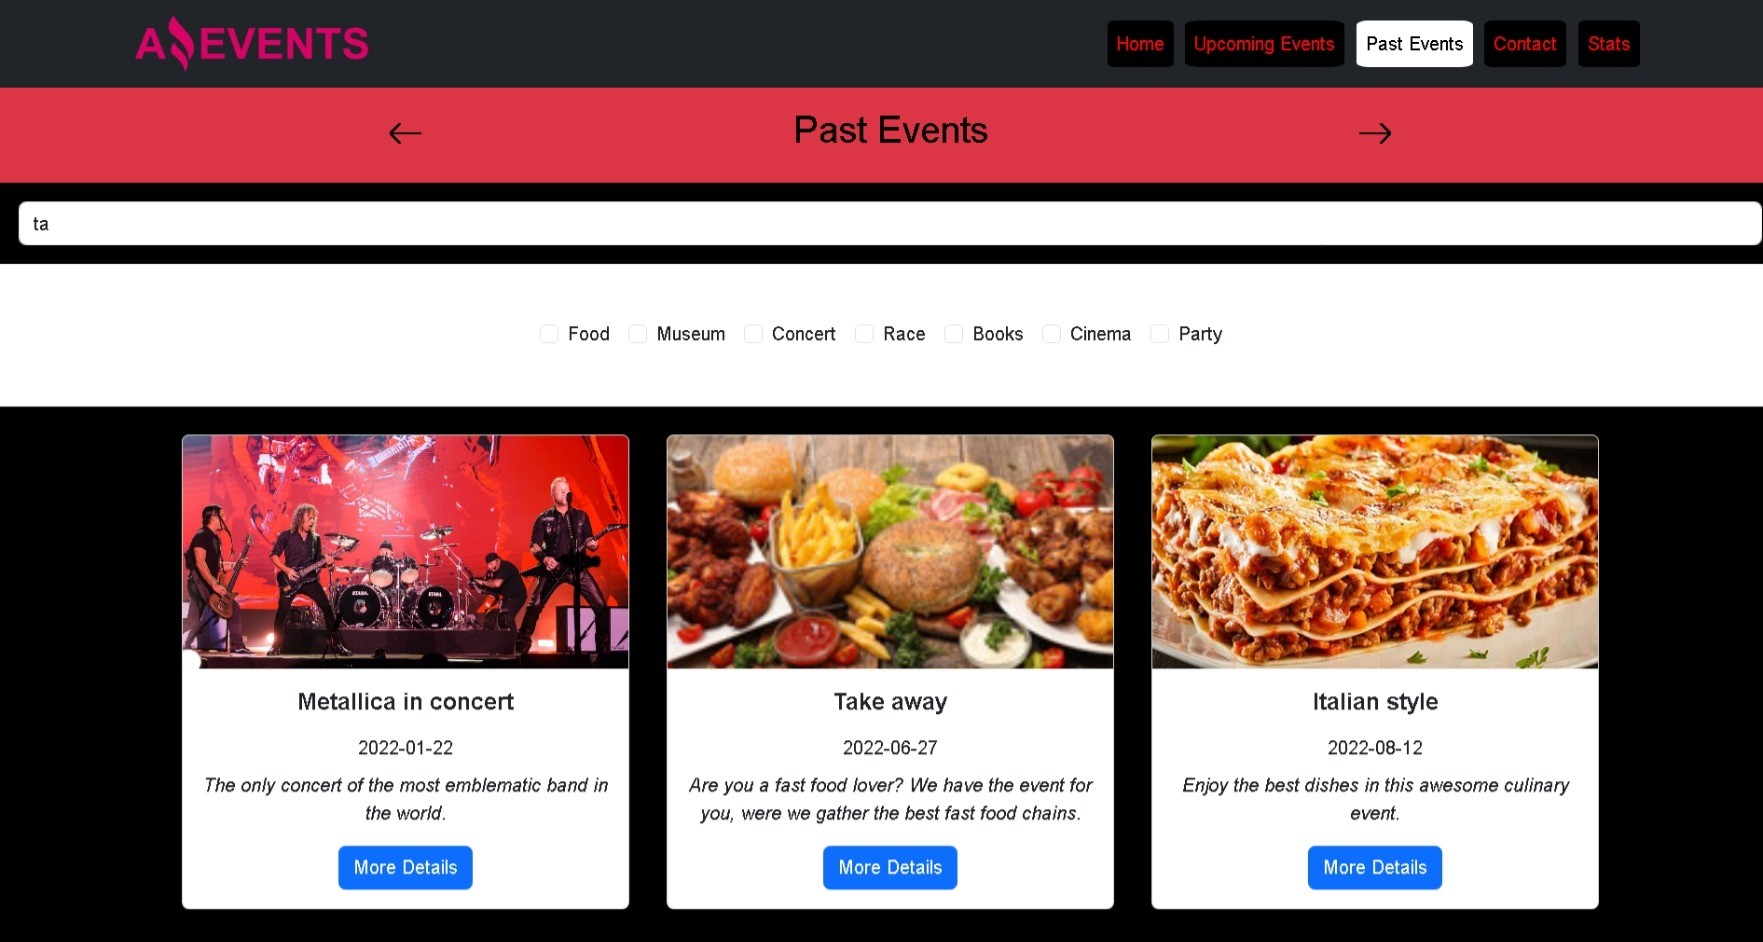 A EVENTS
Home Upcoming Events Past Events Contact Stats
Past Events
ta
Food Museum Concert Race Books Cinema Party
TAMA TAMA
Metallica in concert
2022-01-22
The only concert of the most emblematic band in
the world.
More Details
Take away
2022-06-27
Are you a fast food lover? We have the event for
you, were we gather the best fast food chains.
More Details
Italian style
2022-08-12
Enjoy the best dishes in this awesome culinary
event.
More Details